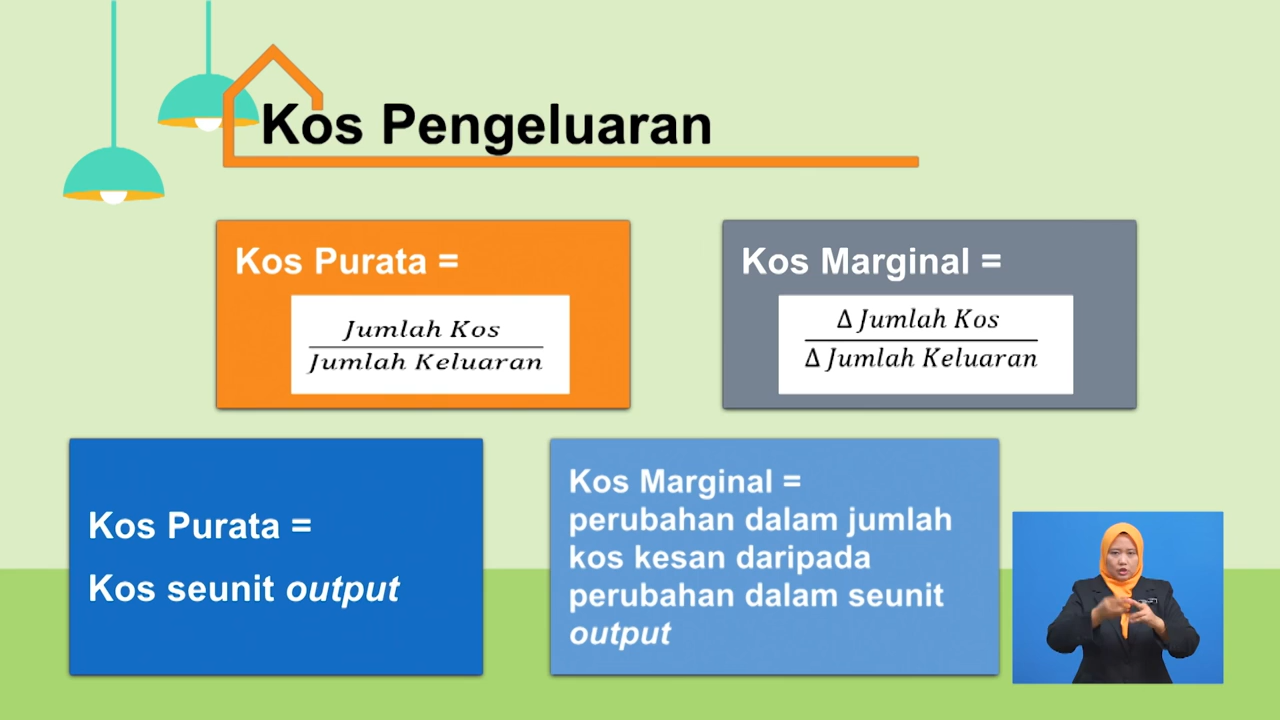 Kos Pengeluaran
Kos Purata =
Jumlah Kos
Jumlah Keluaran
Kos Marginal =
Δ Jumlah Kos
Δ Jumlah Keluaran
Kos Purata =
Kos seunit output
Kos Marginal =
perubahan dalam jumlah
kos kesan daripada
perubahan dalam seunit
output